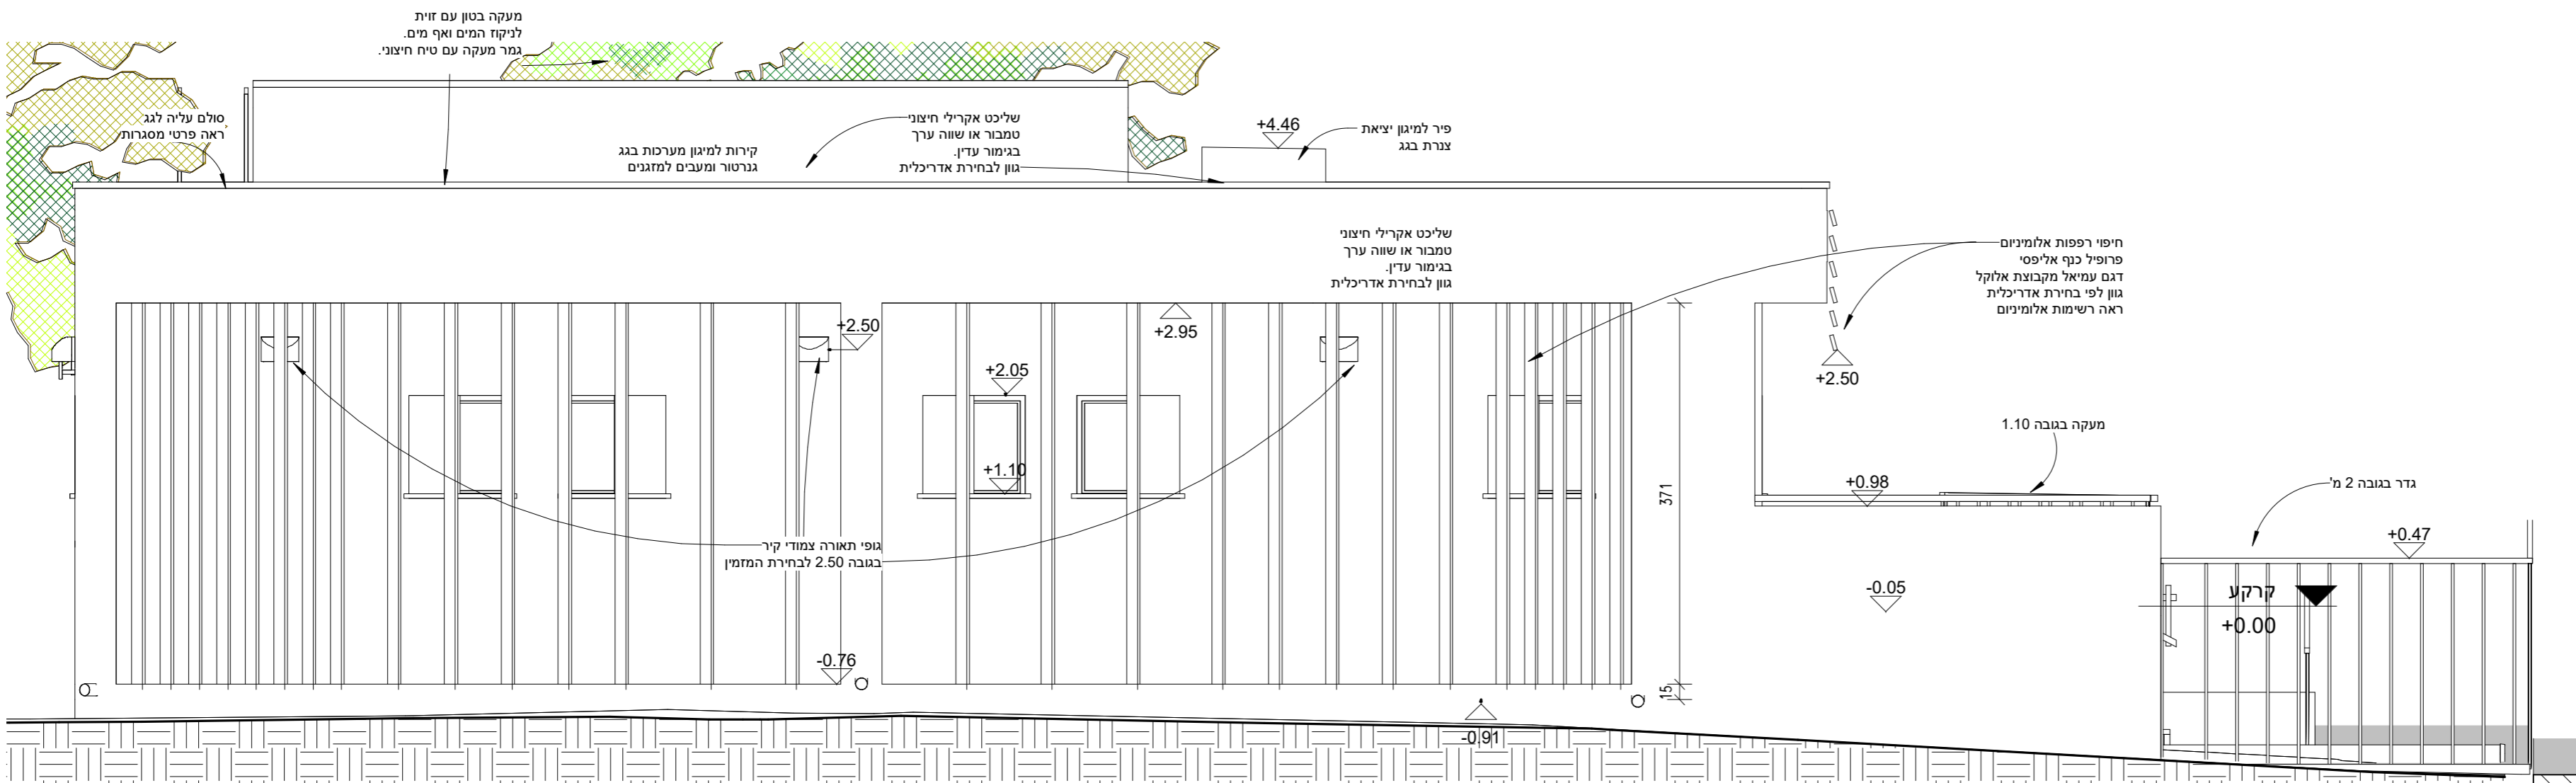 מעקה בטון עם זוית
לניקוז המים ואף מים.
גמר מעקה עם טיח חיצוני.
סולם עליה לגג
ראה פרטי מסגרות
קירות למיגון מערכות בגג
גנרטור ומעבים למזגנים
שליכט אקרילי חיצוני
טמבור או שווה ערך
בגימור עדין.
גוון לבחירת אדריכלית
+4.46
פיר למיגון יציאת
צנרת בגג
שליכט אקרילי חיצוני
טמבור או שווה ערך
בגימור עדין.
גוון לבחירת אדריכלית
חיפוי רפפות אלומיניום
פרופיל כנף אליפסי
דגם עמיאל מקבוצת אלוקל
גוון לפי בחירת אדריכלית
ראה רשימות אלומיניום
+2.50
+2.95
+2.05
+2.50
+1.10
371
מעקה בגובה 1.10
+0.98
גדר בגובה 2 מ'
+0.47
גופי תאורה צמודי קיר
בגובה 2.50 לבחירת המזמין
-0.05
קרקע
+0.00
-0.76
15
-0.91